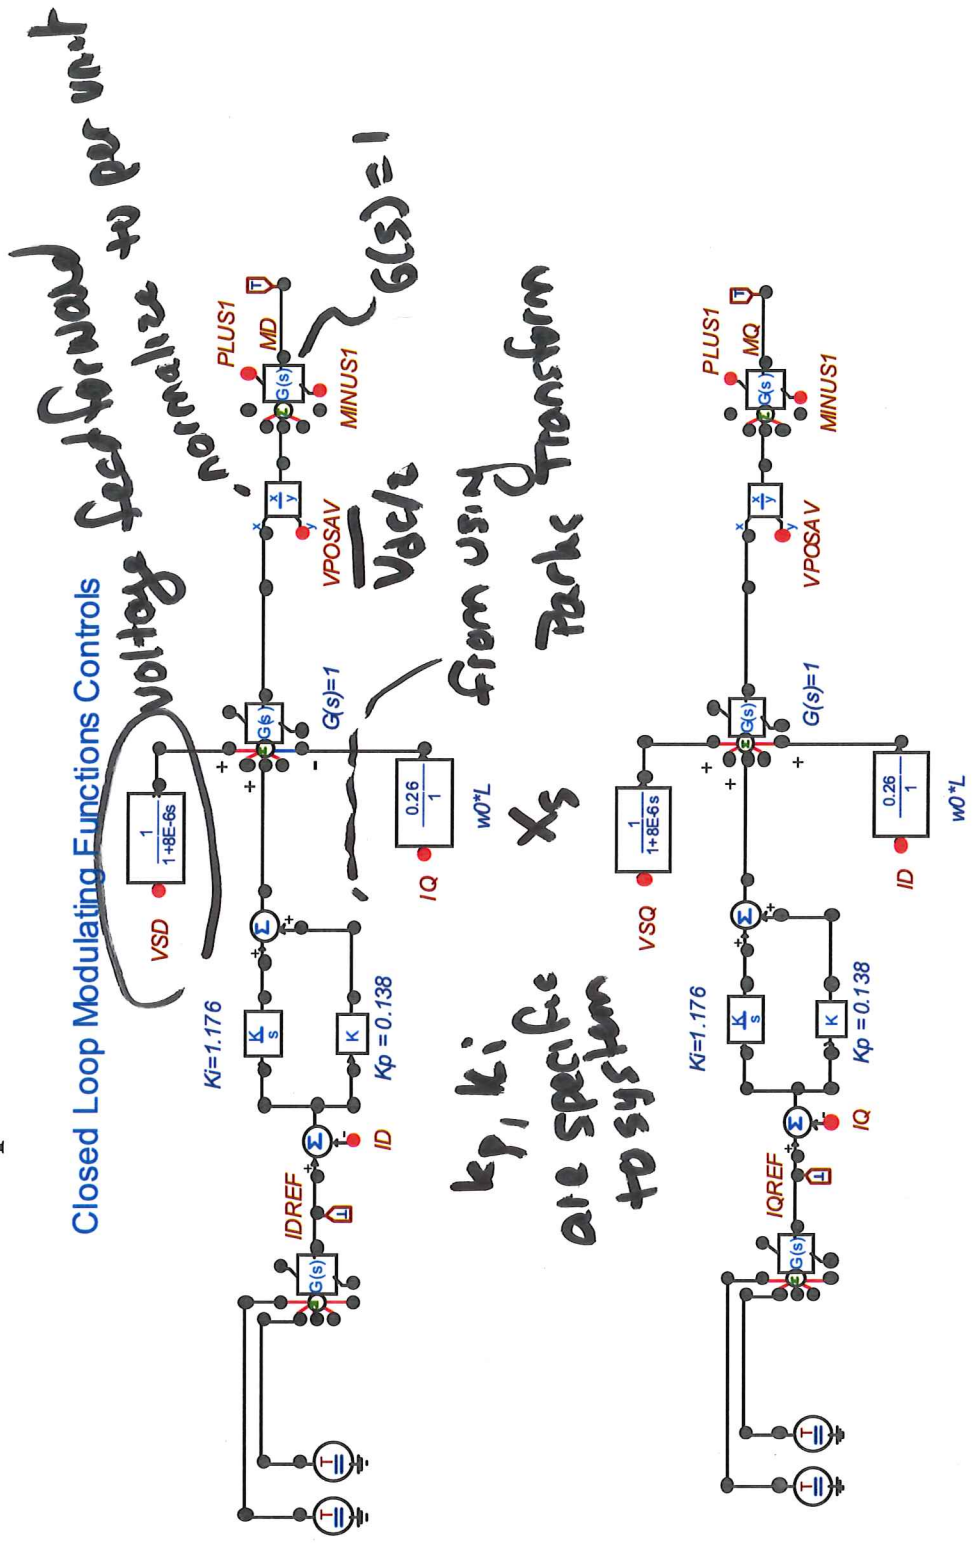 Closed Loop Modulating Functions Controls
voltage feed forward
normalize to per unit
VSD
1
1+8E-6s
Ki=1.176
K
s
K
Kp = 0.138
Σ
Σ
IDREF
ID
T
G(s)
T
T
+
-
+
+
+
+
-
G(s)
G(s)=1
0.26
1
IQ
w0*L
x
x
y
y
VPOSAV
Vdc/2
PLUS1
G(s)
MD
T
MINUS1
G(s) = 1
from using
Park Transform
Xs
kp, ki
are specific
to system
VSQ
1
1+8E-6s
Ki=1.176
K
s
K
Kp = 0.138
Σ
Σ
IQREF
IQ
T
G(s)
T
T
+
-
+
+
+
+
+
G(s)
G(s)=1
0.26
1
ID
w0*L
x
x
y
y
VPOSAV
PLUS1
G(s)
MQ
T
MINUS1